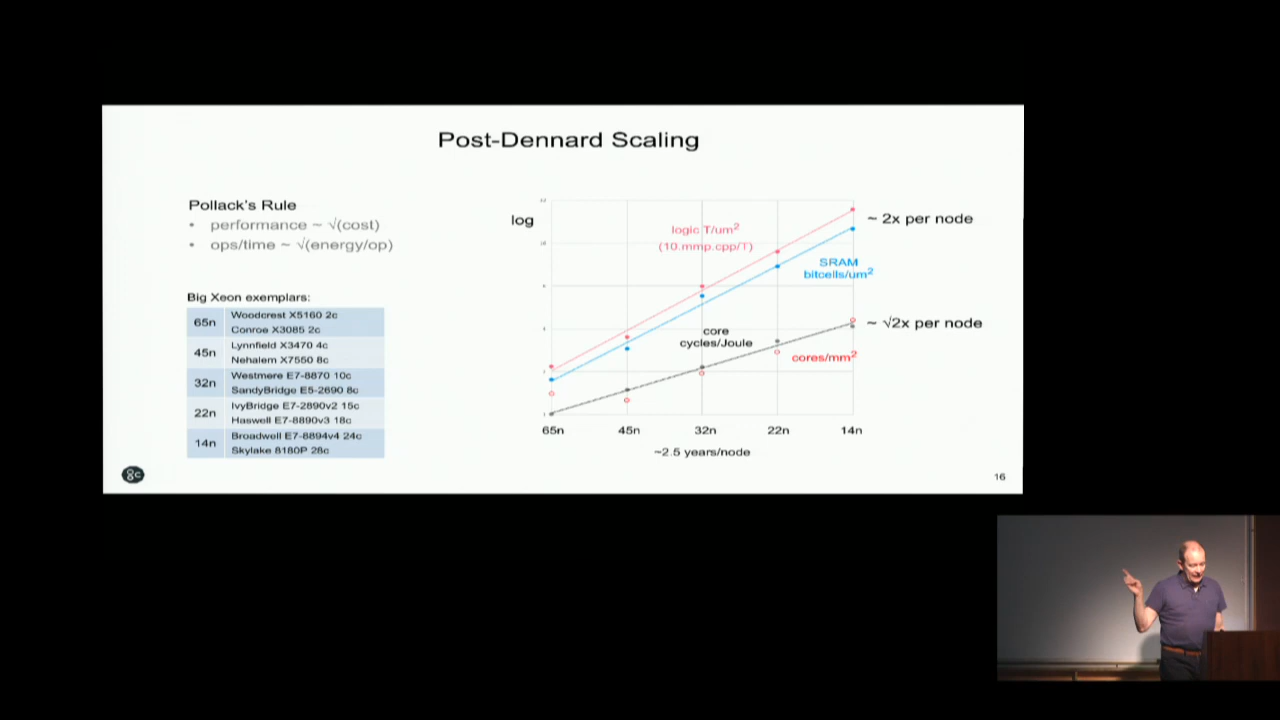 Post-Dennard Scaling
Pollack's Rule
• performance ~ √(cost)
• ops/time ~ √(energy/op)
Big Xeon exemplars:
65n
Woodcrest X5160 2c
Conroe X3085 2c
45n
Lynnfield X3470 4c
Nehalem X7550 8c
32n
Westmere E7-8870 10c
SandyBridge E5-2690 8c
22n
IvyBridge E7-2890v2 15c
Haswell E7-8890v3 18c
14n
Broadwell E7-8894v4 24c
Skylake 8180P 28c
log
logic T/um²
(10.mmp.cpp/T)
~ 2x per node
SRAM
bitcells/um²
core
cycles/Joule
~ √2x per node
cores/mm²
65n 45n 32n 22n 14n
~2.5 years/node
16